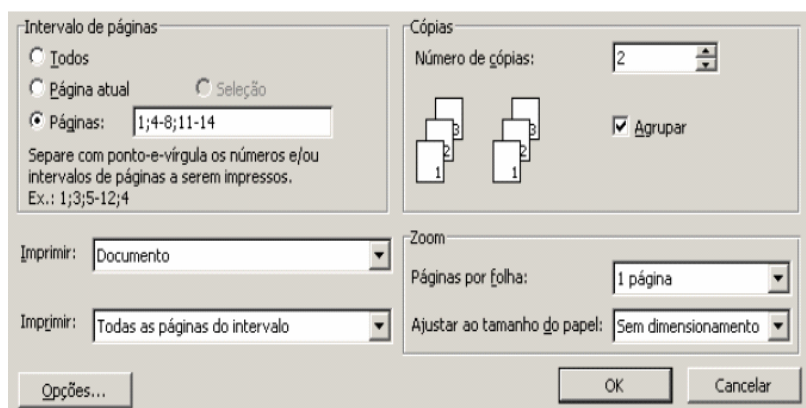 Intervalo de páginas
Todos
Página atual
Seleção
Páginas: 1;4-8;11-14
Separe com ponto-e-vírgula os números e/ou
intervalos de páginas a serem impressos.
Ex.: 1;3;5-12;4
Cópias
Número de cópias: 2
1 2 3
1 2 3
Agrupar
Imprimir: Documento
Imprimir: Todas as páginas do intervalo
Zoom
Páginas por folha: 1 página
Ajustar ao tamanho do papel: Sem dimensionamento
Opções...
OK
Cancelar